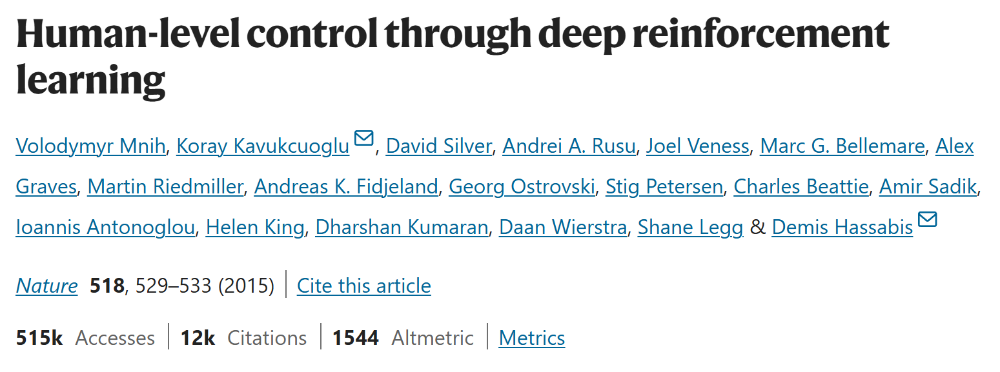 Human-level control through deep reinforcement
learning
Volodymyr Mnih, Koray Kavukcuoglu, David Silver, Andrei A. Rusu, Joel Veness, Marc G. Bellemare, Alex
Graves, Martin Riedmiller, Andreas K. Fidjeland, Georg Ostrovski, Stig Petersen, Charles Beattie, Amir Sadik,
Ioannis Antonoglou, Helen King, Dharshan Kumaran, Daan Wierstra, Shane Legg & Demis Hassabis
Nature 518, 529–533 (2015) | Cite this article
515k Accesses | 12k Citations | 1544 Altmetric | Metrics